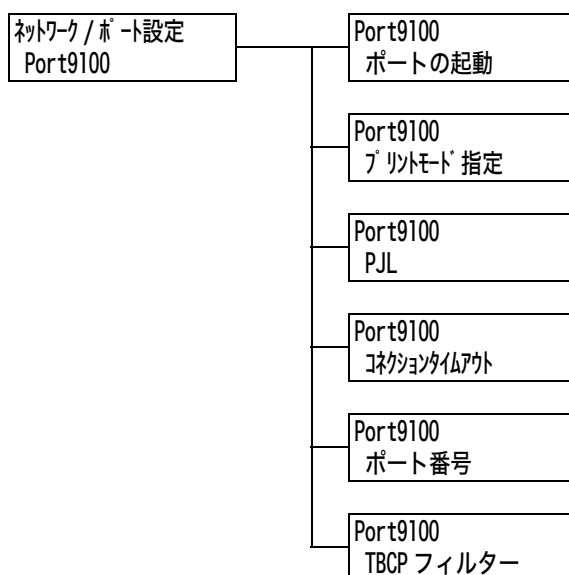 ﾈｯﾄﾜｰｸ / ﾎﾟｰﾄ設定
Port9100
Port9100
ポートの起動
Port9100
ﾌﾟﾘﾝﾄﾓｰﾄﾞ指定
Port9100
PJL
Port9100
ｺﾈｸｼｮﾝﾀｲﾑｱｳﾄ
Port9100
ポート番号
Port9100
TBCP フィルター